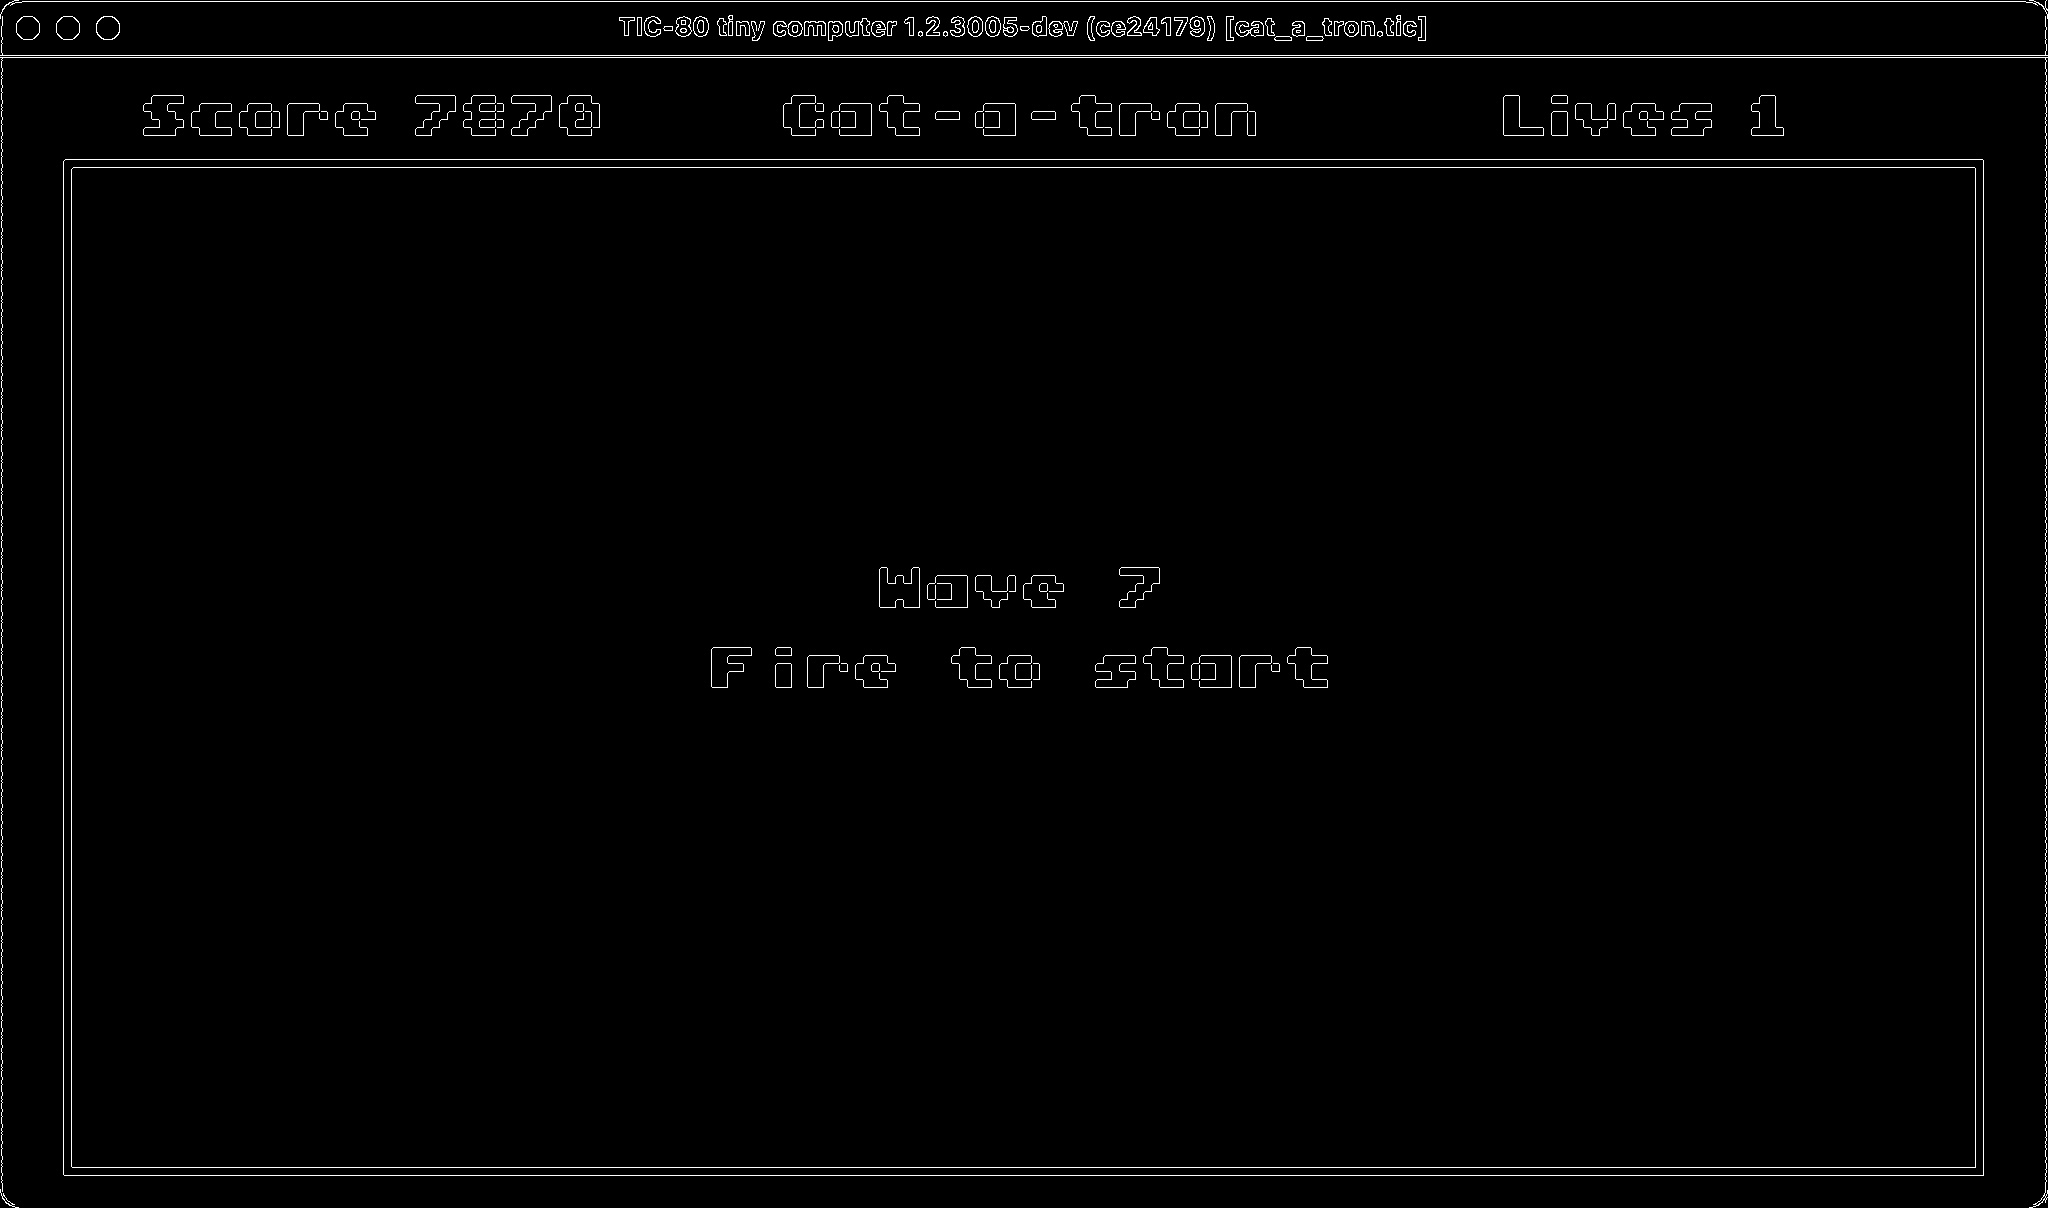 TIC-80 tiny computer 1.2.3005-dev (ce24179) [cat_a_tron.tic]
Score 7870 Cat-a-tron Lives 1
Wave 7
Fire to start